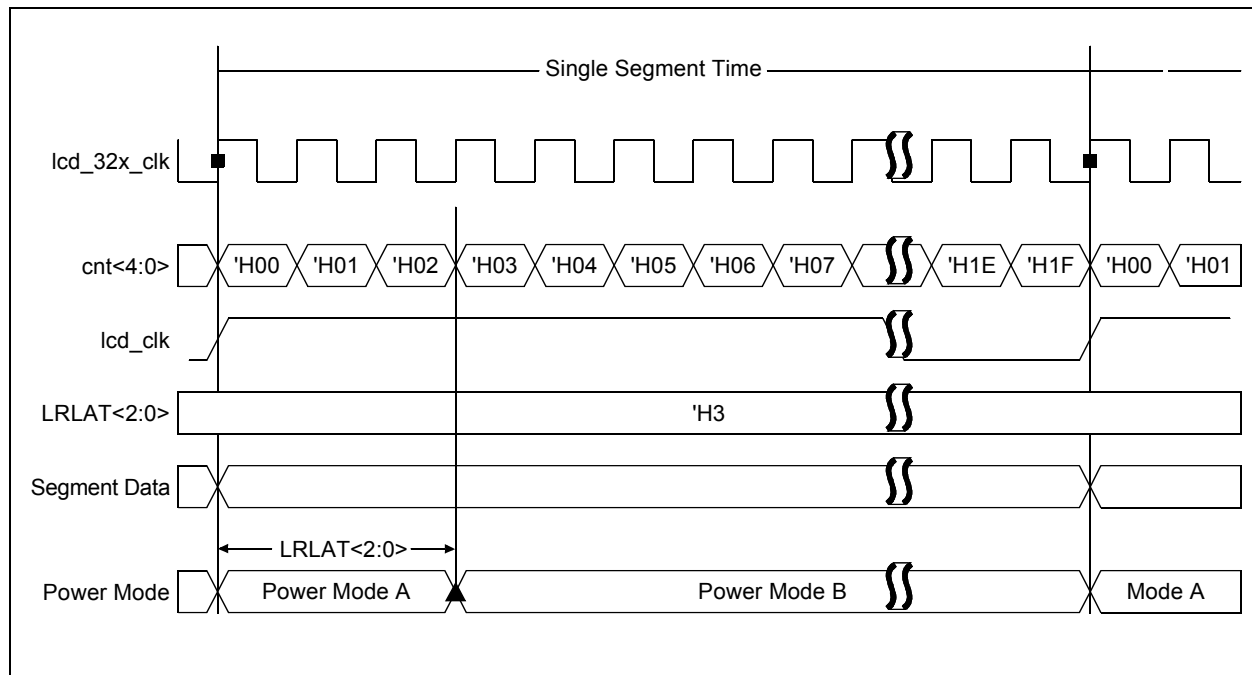 Single Segment Time
lcd_32x_clk
cnt<4:0> 'H00 'H01 'H02 'H03 'H04 'H05 'H06 'H07 'H1E 'H1F 'H00 'H01
lcd_clk
LRLAT<2:0> 'H3
Segment Data
LRLAT<2:0>
Power Mode Power Mode A Power Mode B Mode A